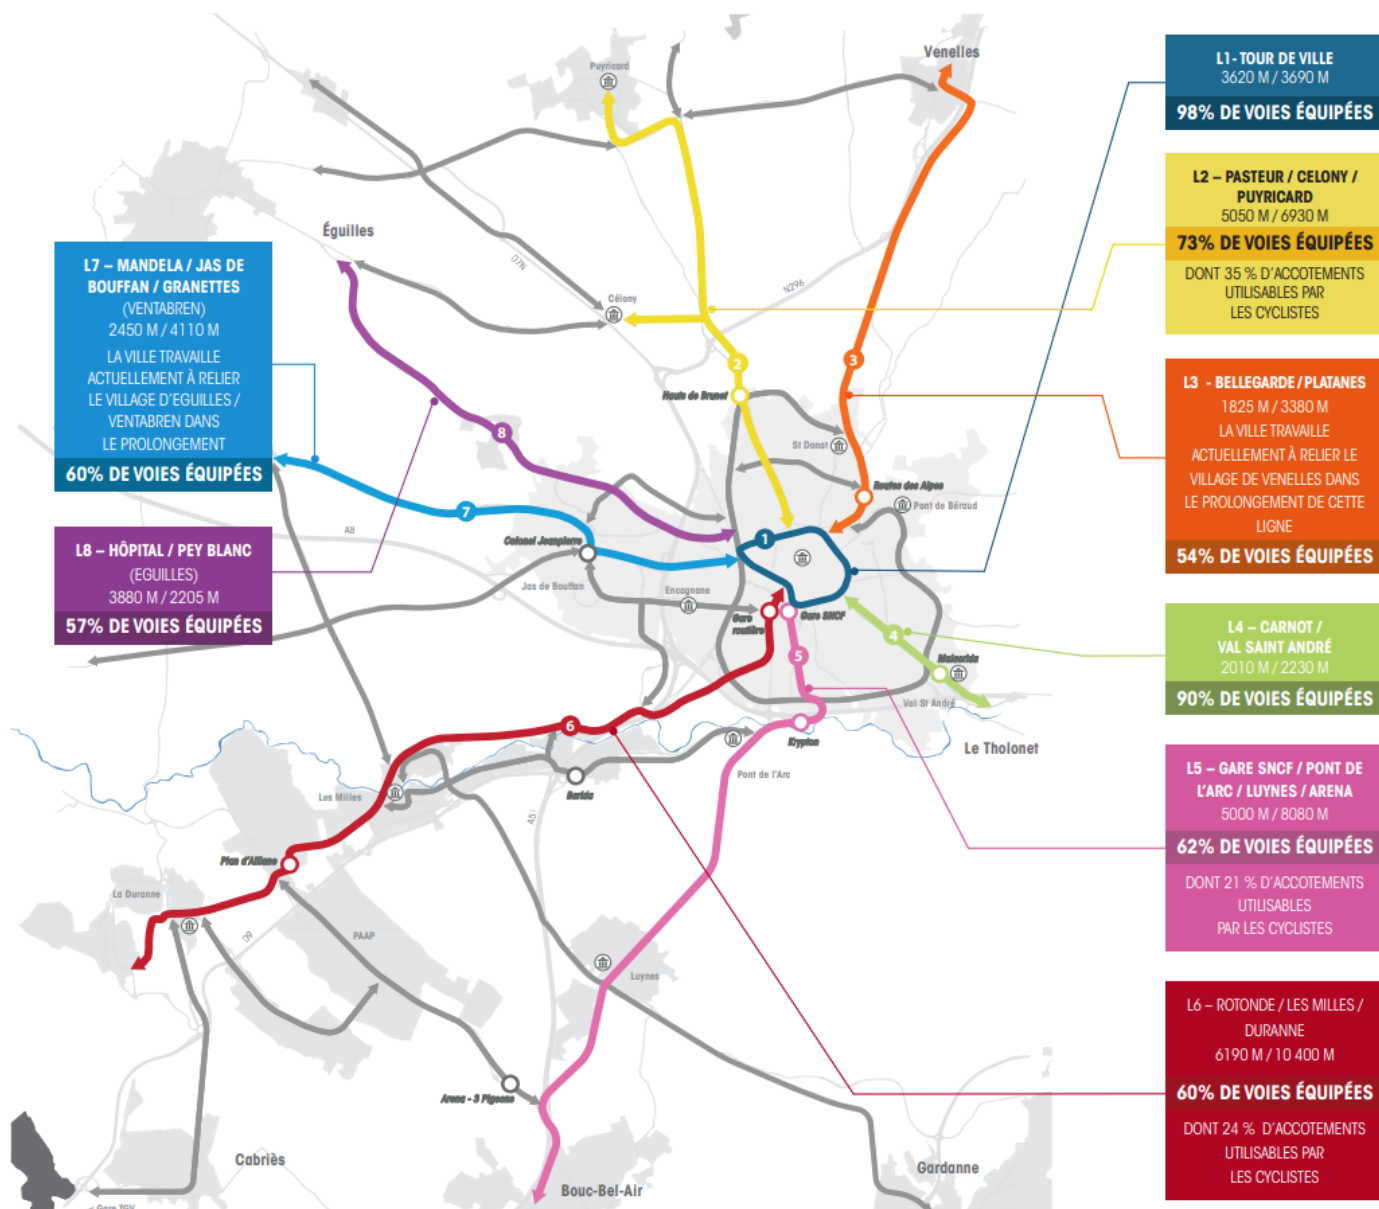 Venelles
Puyricard
Éguilles
D7N
N296
Célony
2
3
Haute de Brunet
St Donat
8
Routes des Alpes
Pont de Béraud
7
A8
1
Colonel Jeanpierre
Jas de Bouffan
Encagnane
Gare
routière
Gare SNCF
4
5
Val St André
6
Krypton
Le Tholonet
Pont de l'Arc
Les Milles
Barida
A51
Plan d'Aillane
La Duranne
D9
PAAP
Luynes
Arena - 3 Pigeons
Cabriès
Bouc-Bel-Air
Gardanne
Gare TGV
L7 – MANDELA / JAS DE
BOUFFAN / GRANETTES
(VENTABREN)
2450 M / 4110 M
LA VILLE TRAVAILLE
ACTUELLEMENT À RELIER
LE VILLAGE D'EGUILLES /
VENTABREN DANS
LE PROLONGEMENT
60% DE VOIES ÉQUIPÉES
L8 – HÔPITAL / PEY BLANC
(EGUILLES)
3880 M / 2205 M
57% DE VOIES ÉQUIPÉES
L1- TOUR DE VILLE
3620 M / 3690 M
98% DE VOIES ÉQUIPÉES
L2 – PASTEUR / CELONY /
PUYRICARD
5050 M / 6930 M
73% DE VOIES ÉQUIPÉES
DONT 35 % D'ACCOTEMENTS
UTILISABLES PAR
LES CYCLISTES
L3 - BELLEGARDE / PLATANES
1825 M / 3380 M
LA VILLE TRAVAILLE
ACTUELLEMENT À RELIER LE
VILLAGE DE VENELLES DANS
LE PROLONGEMENT DE CETTE
LIGNE
54% DE VOIES ÉQUIPÉES
L4 – CARNOT /
VAL SAINT ANDRÉ
2010 M / 2230 M
90% DE VOIES ÉQUIPÉES
L5 – GARE SNCF / PONT DE
L'ARC / LUYNES / ARENA
5000 M / 8080 M
62% DE VOIES ÉQUIPÉES
DONT 21 % D'ACCOTEMENTS
UTILISABLES
PAR LES CYCLISTES
L6 – ROTONDE / LES MILLES /
DURANNE
6190 M / 10 400 M
60% DE VOIES ÉQUIPÉES
DONT 24 % D'ACCOTEMENTS
UTILISABLES PAR
LES CYCLISTES